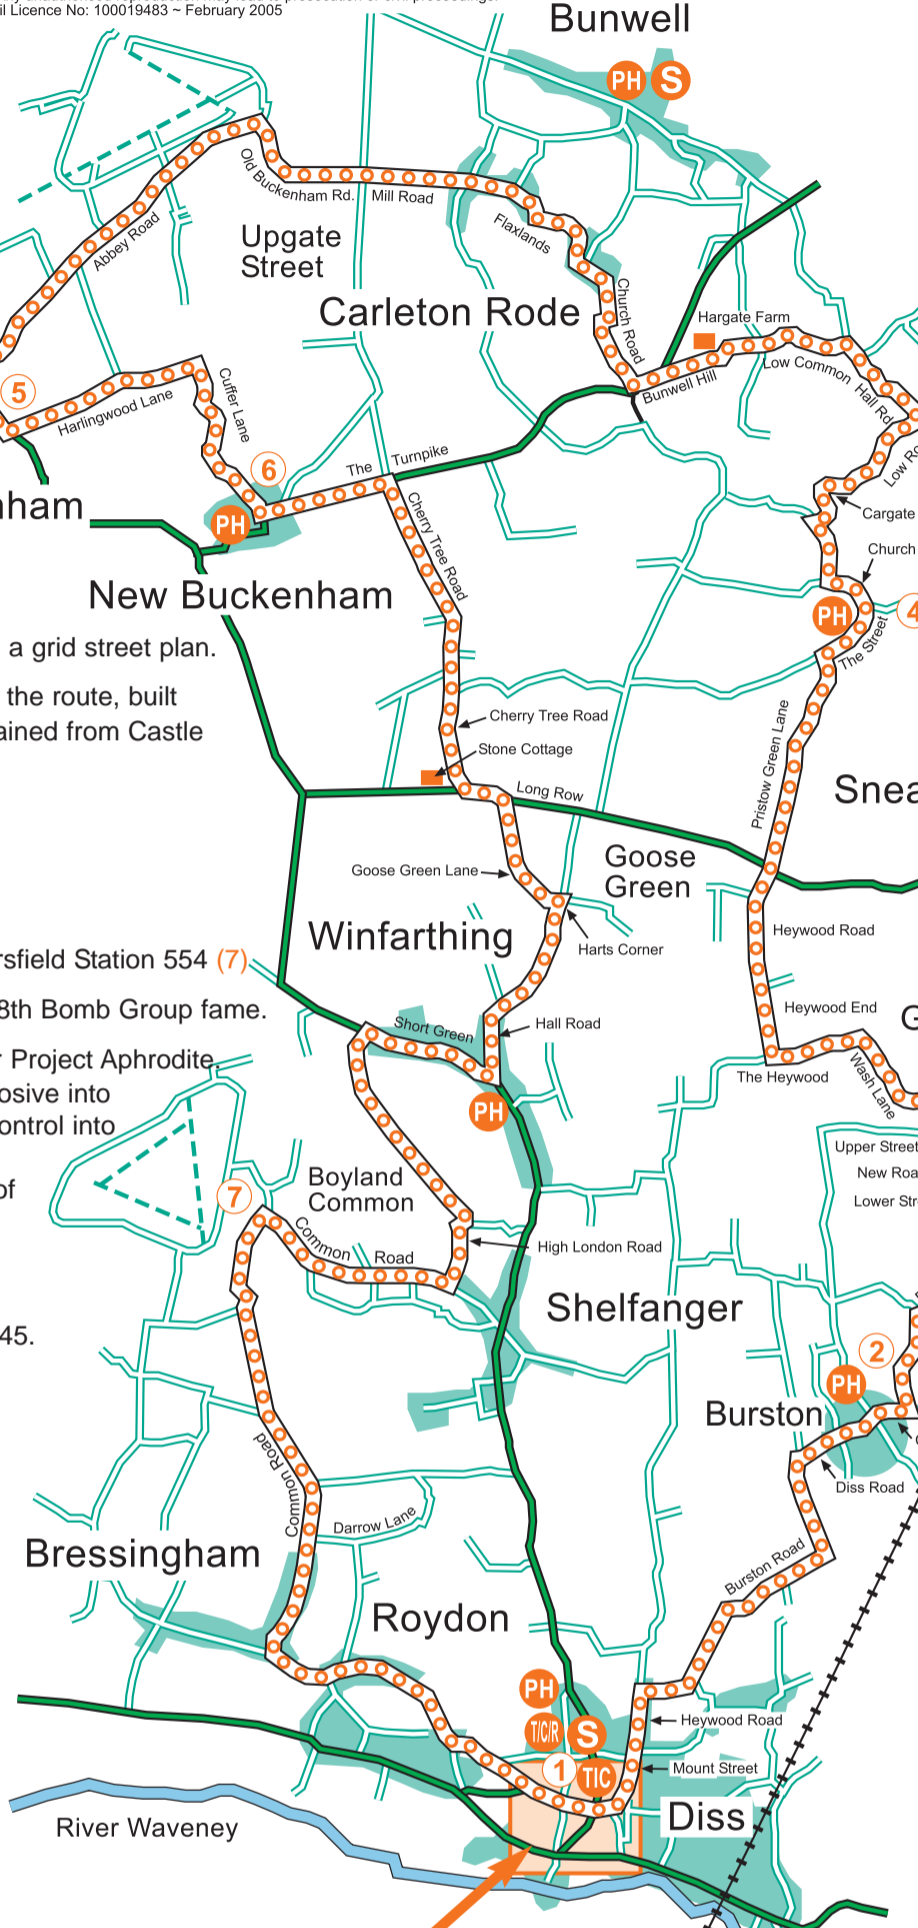 il Licence No: 100019483 ~ February 2005
Bunwell
PH
S
Old Buckenham Rd.
Mill Road
Abbey Road
Flaxlands
Upgate
Street
Carleton Rode
Church Road
Hargate Farm
Bunwell Hill
Low Common
Hall Rd
5
Harlingwood Lane
Cuffer Lane
6
The Turnpike
Cherry Tree Road
nham
PH
New Buckenham
Cargate
Church
PH
4
The Street
a grid street plan.
the route, built
ained from Castle
Cherry Tree Road
Stone Cottage
Long Row
Pristow Green Lane
Snea
Goose Green Lane
Goose
Green
Winfarthing
Harts Corner
Heywood Road
rsfield Station 554 (7)
8th Bomb Group fame.
Project Aphrodite,
osive into
ontrol into
of
45.
Short Green
Hall Road
Heywood End
G
The Heywood
Wash Lane
PH
Upper Street
New Roa
Lower Str
Boyland
Common
7
Common Road
High London Road
Shelfanger
2
PH
Burston
Diss Road
Common Road
Darrow Lane
Bressingham
Burston Road
Roydon
PH
T/C/R
S
1
TIC
Heywood Road
Mount Street
Diss
River Waveney